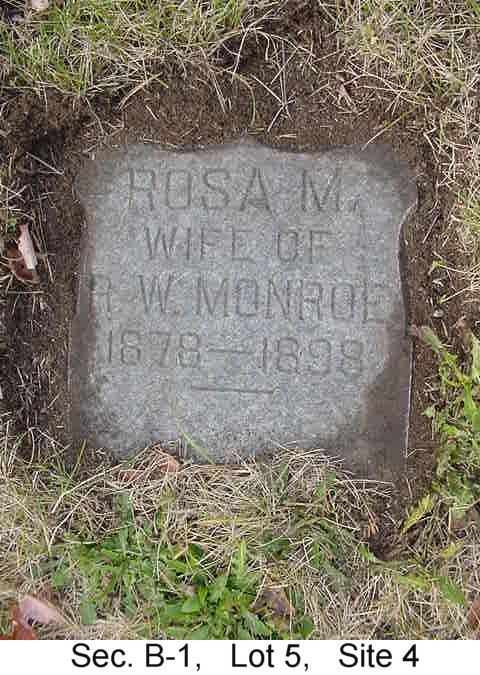 ROSA M.
WIFE OF
R. W. MONROE
1878—1898
Sec. B-1, Lot 5, Site 4